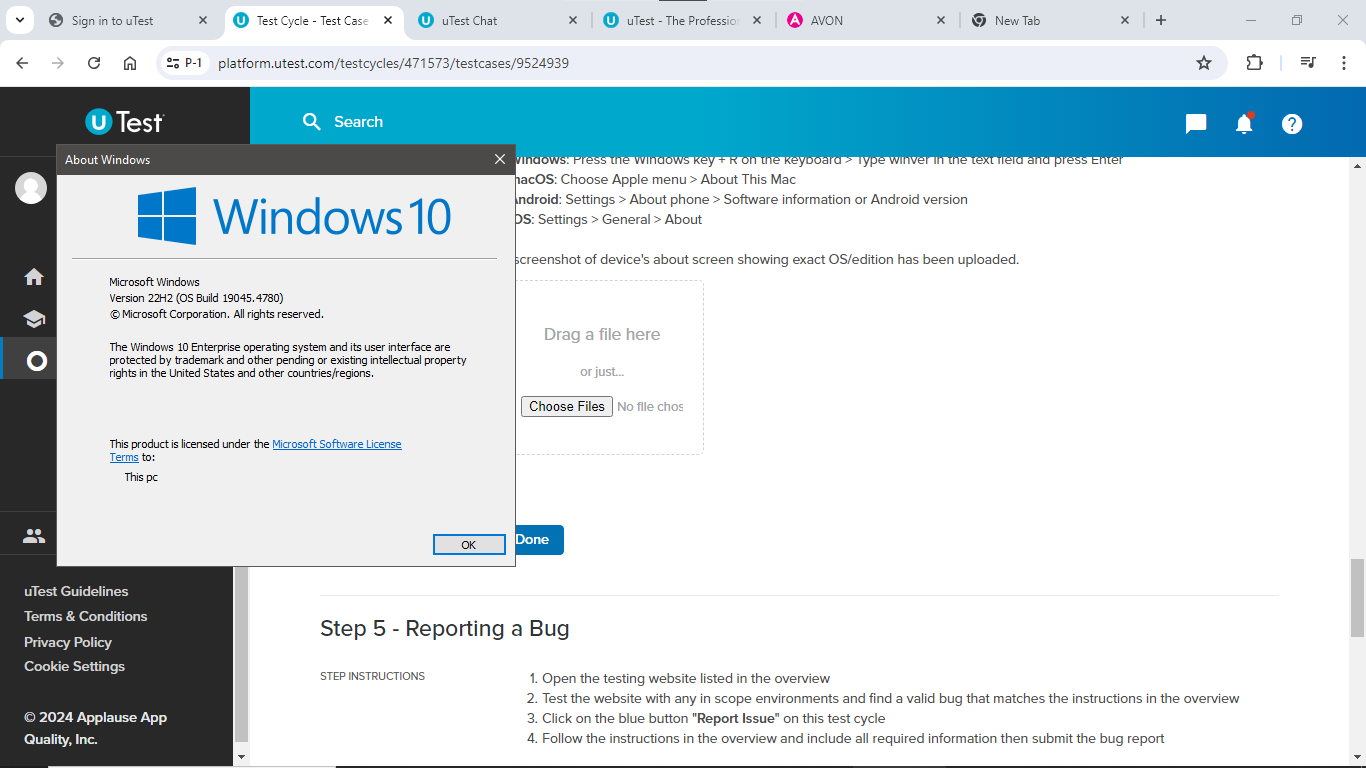 Sign in to uTest
Test Cycle - Test Case
uTest Chat
uTest - The Profession
AVON
New Tab
P-1
platform.utest.com/testcycles/471573/testcases/9524939
uTest
Search
About Windows
Windows 10
Microsoft Windows
Version 22H2 (OS Build 19045.4780)
© Microsoft Corporation. All rights reserved.
The Windows 10 Enterprise operating system and its user interface are
protected by trademark and other pending or existing intellectual property
rights in the United States and other countries/regions.
This product is licensed under the Microsoft Software License
Terms to:
This pc
OK
Windows: Press the Windows key + R on the keyboard > Type winver in the text field and press Enter
macOS: Choose Apple menu > About This Mac
Android: Settings > About phone > Software information or Android version
iOS: Settings > General > About
screenshot of device's about screen showing exact OS/edition has been uploaded.
Drag a file here
or just...
Choose Files No file chos
Done
uTest Guidelines
Terms & Conditions
Privacy Policy
Cookie Settings
© 2024 Applause App
Quality, Inc.
Step 5 - Reporting a Bug
STEP INSTRUCTIONS
1. Open the testing website listed in the overview
2. Test the website with any in scope environments and find a valid bug that matches the instructions in the overview
3. Click on the blue button "Report Issue" on this test cycle
4. Follow the instructions in the overview and include all required information then submit the bug report